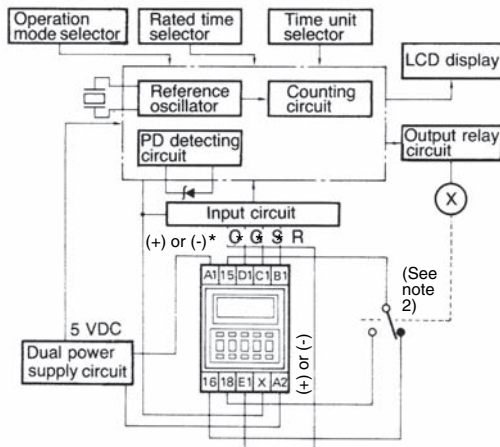 Operation
mode selector
Rated time
selector
Time unit
selector
LCD display
Reference
oscillator
Counting
circuit
PD detecting
circuit
Output relay
circuit
X
Input circuit
(+) or (-)* G G S R
A1 15 D1 C1 B1
(See
note
2)
5 VDC
Dual power
supply circuit
(+) or (-)
16 18 E1 X A2